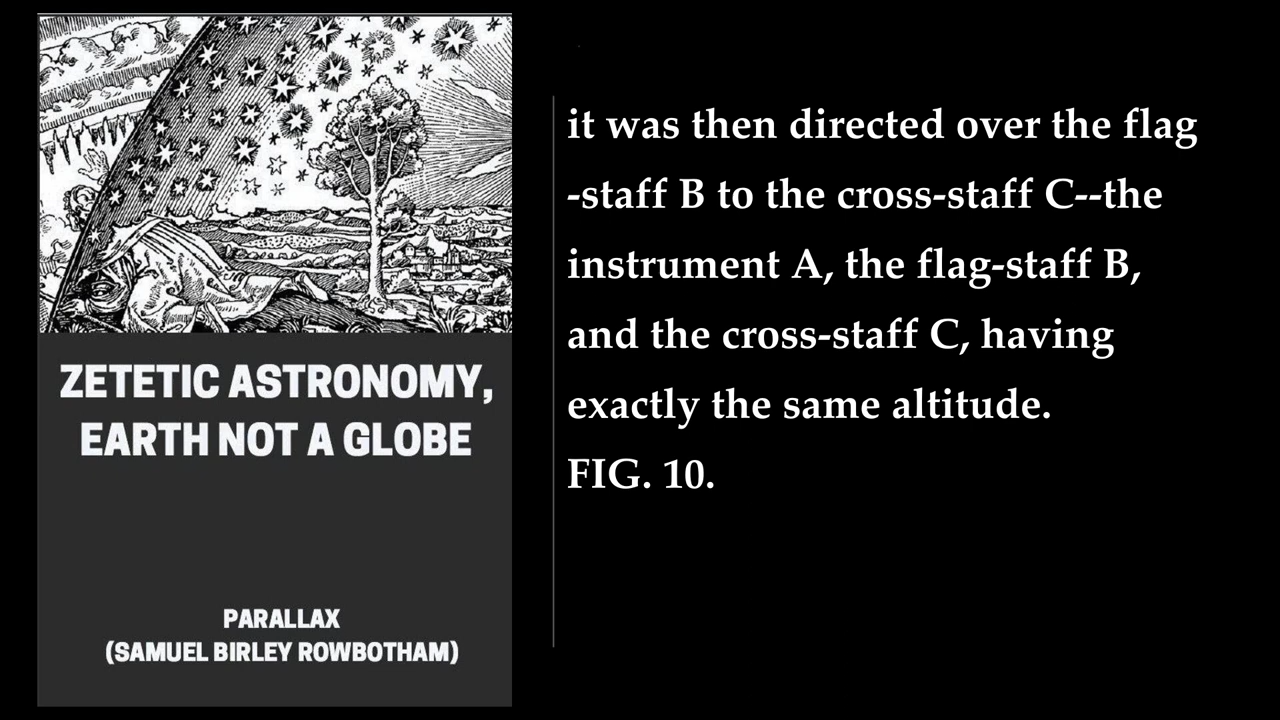 ZETETIC ASTRONOMY,
EARTH NOT A GLOBE
PARALLAX
(SAMUEL BIRLEY ROWBOTHAM)
it was then directed over the flag
-staff B to the cross-staff C--the
instrument A, the flag-staff B,
and the cross-staff C, having
exactly the same altitude.
FIG. 10.